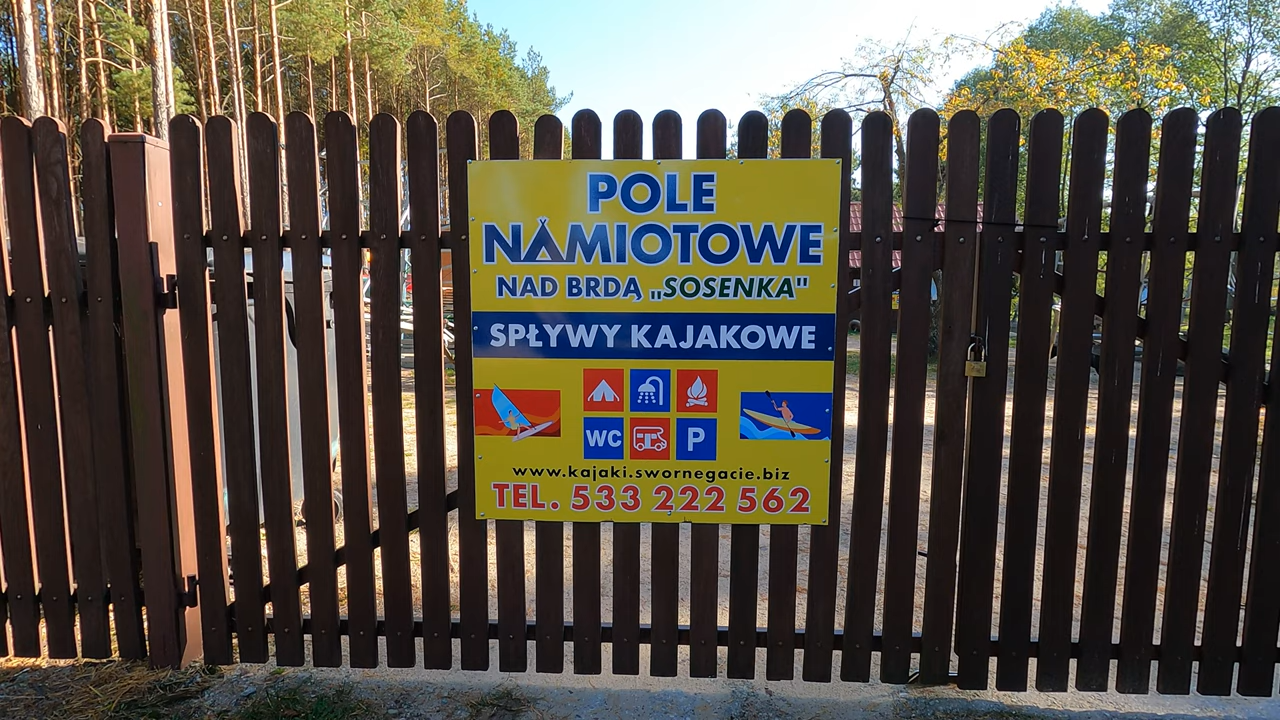 POLE
NAMIOTOWE
NAD BRDĄ „SOSENKA"
SPŁYWY KAJAKOWE
WC
P
www.kajaki.swornegacie.biz
TEL. 533 222 562